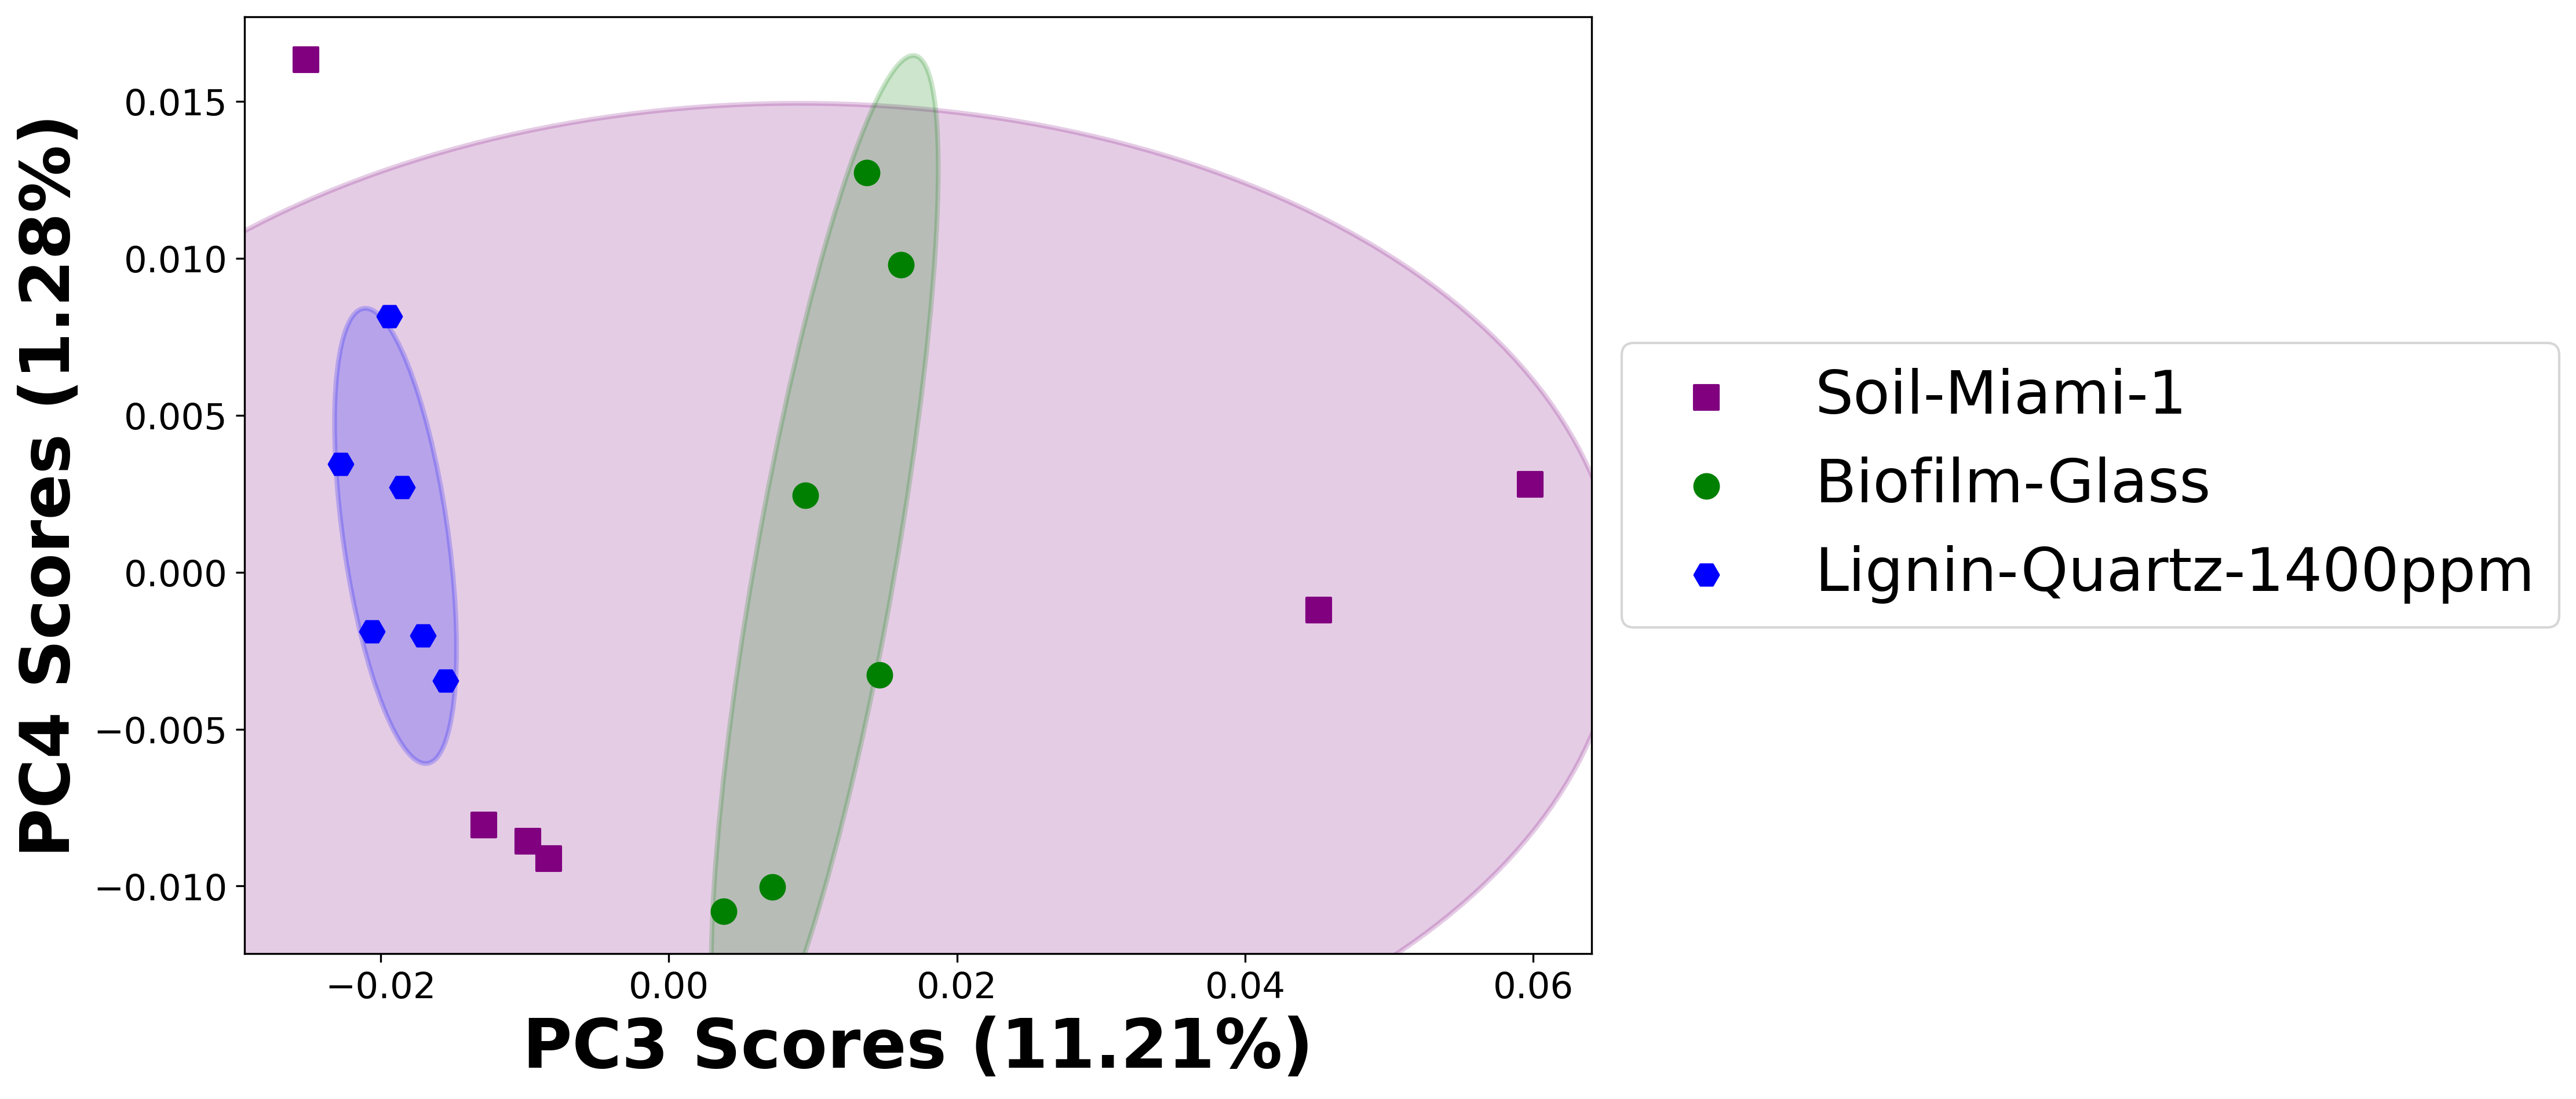 PC4 Scores (1.28%)
0.015
0.010
0.005
0.000
−0.005
−0.010
−0.02
0.00
0.02
0.04
0.06
PC3 Scores (11.21%)
Soil-Miami-1
Biofilm-Glass
Lignin-Quartz-1400ppm